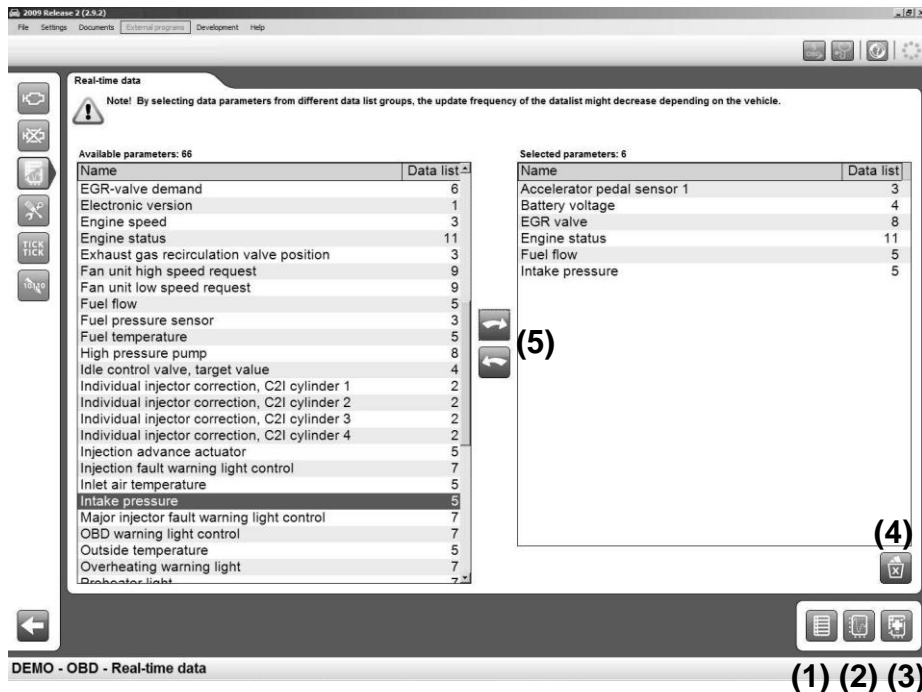 2009 Release 2 (2.9.2)
File Settings Documents External programs Development Help
Real-time data
Note! By selecting data parameters from different data list groups, the update frequency of the datalist might decrease depending on the vehicle.
Available parameters: 66
Name Data list
EGR-valve demand 6
Electronic version 1
Engine speed 3
Engine status 11
Exhaust gas recirculation valve position 3
Fan unit high speed request 9
Fan unit low speed request 9
Fuel flow 5
Fuel pressure sensor 3
Fuel temperature 5
High pressure pump 8
Idle control valve, target value 4
Individual injector correction, C2I cylinder 1 2
Individual injector correction, C2I cylinder 2 2
Individual injector correction, C2I cylinder 3 2
Individual injector correction, C2I cylinder 4 2
Injection advance actuator 5
Injection fault warning light control 7
Inlet air temperature 5
Intake pressure 5
Major injector fault warning light control 7
OBD warning light control 7
Outside temperature 5
Overheating warning light 7
Preheater light 7
Selected parameters: 6
Name Data list
Accelerator pedal sensor 1 3
Battery voltage 4
EGR valve 8
Engine status 11
Fuel flow 5
Intake pressure 5
(5)
(4)
TICK
TICK
DEMO - OBD - Real-time data
(1) (2) (3)